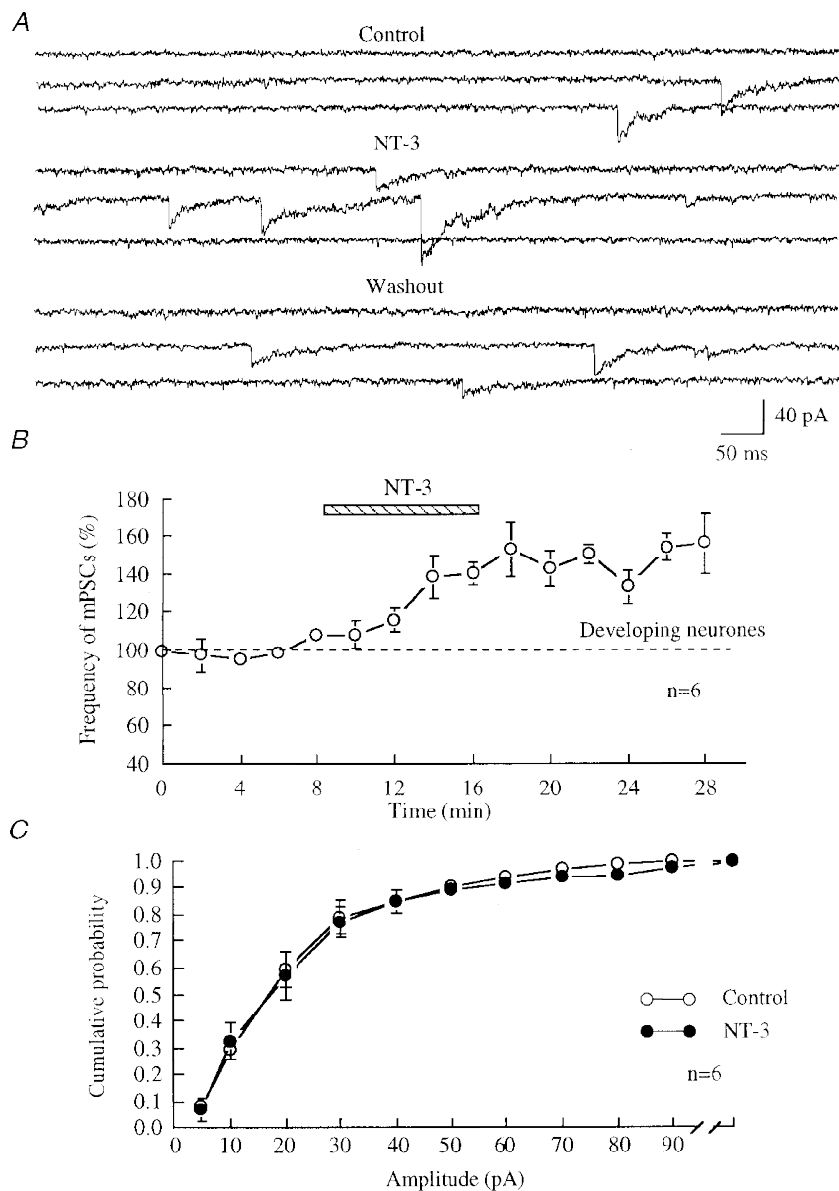 A
Control
NT-3
Washout
40 pA
50 ms
B
NT-3
Frequency of mPSCs (%)
180
160
140
120
100
80
60
40
Developing neurones
n=6
0 4 8 12 16 20 24 28
Time (min)
C
Cumulative probability
1.0
0.9
0.8
0.7
0.6
0.5
0.4
0.3
0.2
0.1
0.0
Control
NT-3
n=6
0 10 20 30 40 50 60 70 80 90
Amplitude (pA)